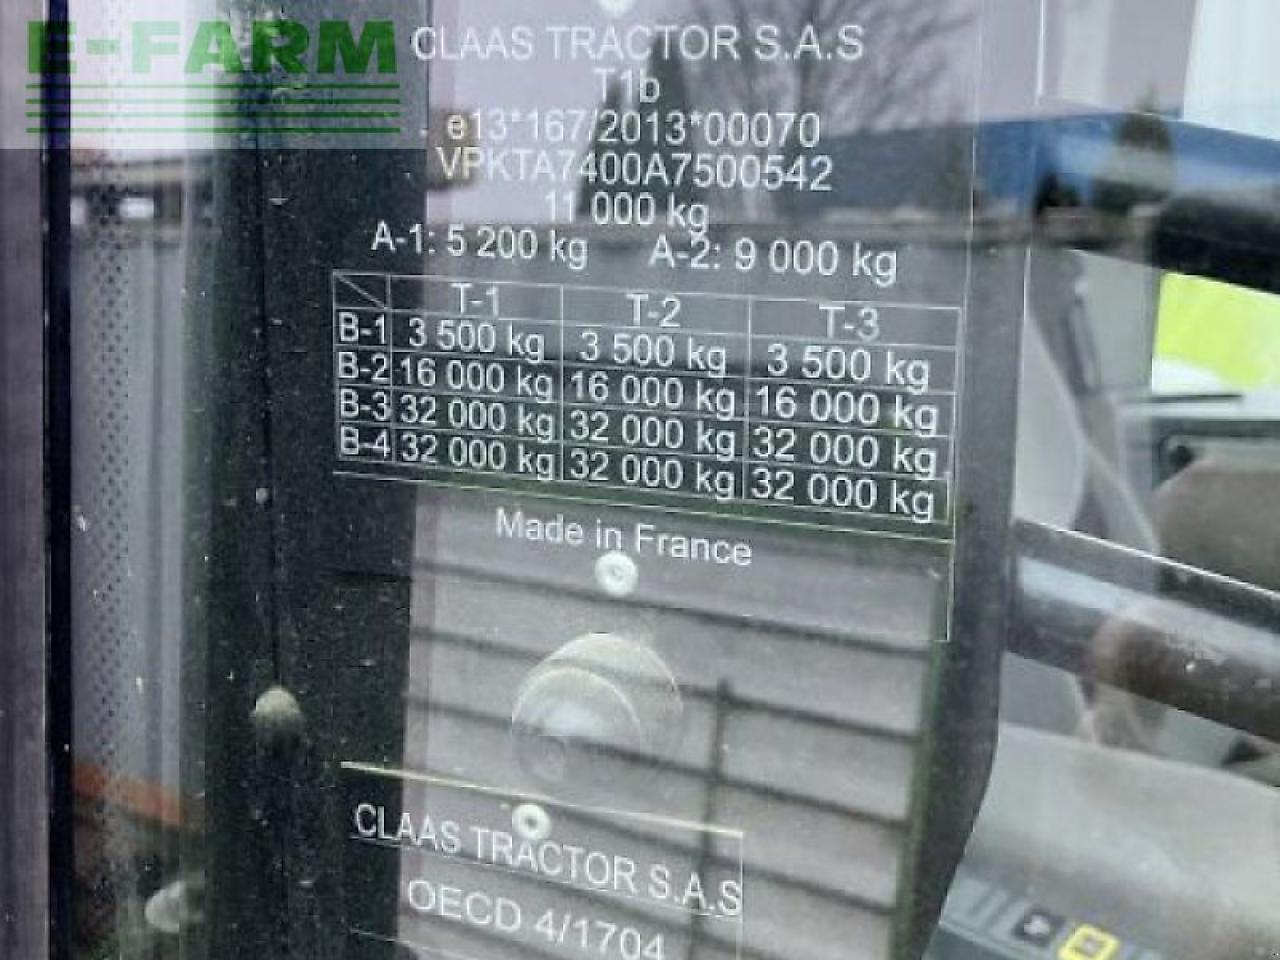 E-FARM
CLAAS TRACTOR S.A.S
T1b
e13*167/2013*00070
VPKTA7400A7500542
11 000 kg
A-1: 5 200 kg A-2: 9 000 kg
T-1 T-2 T-3
B-1 3 500 kg 3 500 kg 3 500 kg
B-2 16 000 kg 16 000 kg 16 000 kg
B-3 32 000 kg 32 000 kg 32 000 kg
B-4 32 000 kg 32 000 kg 32 000 kg
Made in France
CLAAS TRACTOR S.A.S
OECD 4/1704